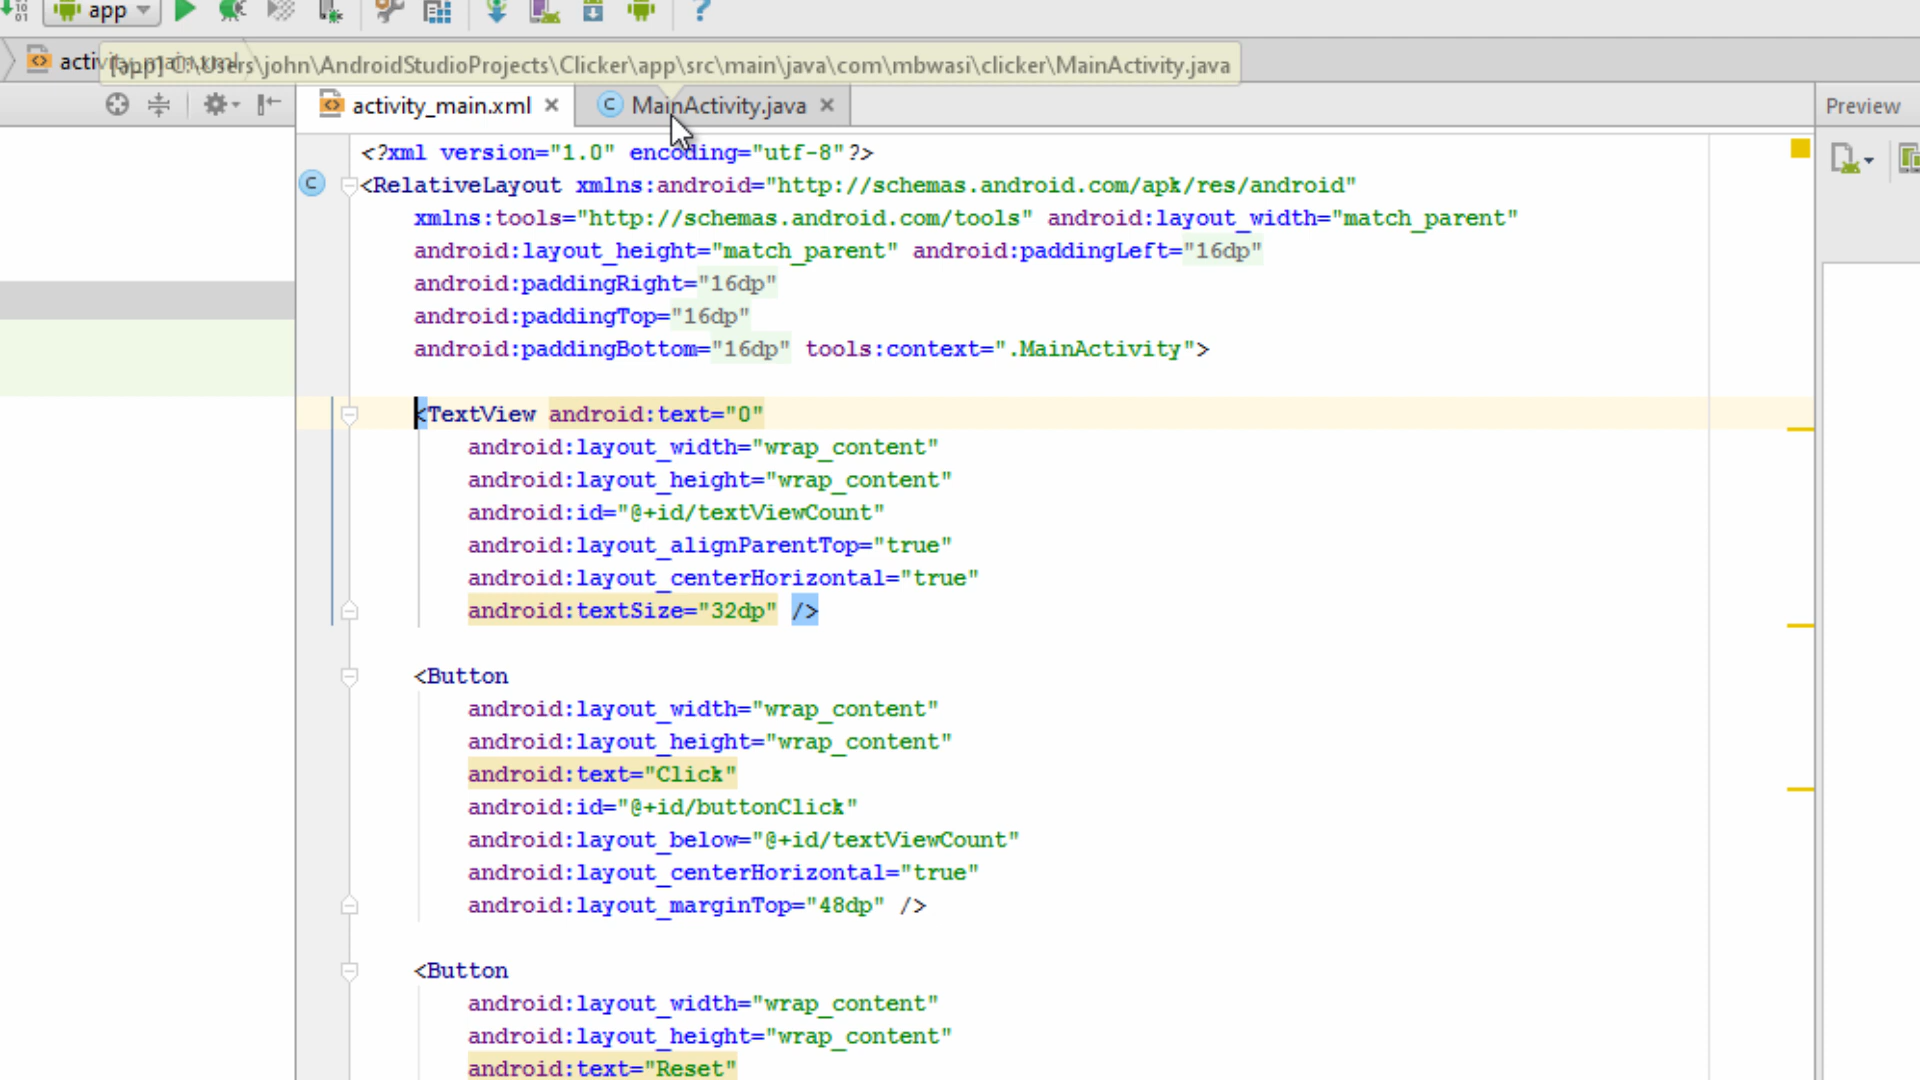 app
?
[app] C:\Users\john\AndroidStudioProjects\Clicker\app\src\main\java\com\mbwasi\clicker\MainActivity.java
activity_main.xml
MainActivity.java
Preview
<?xml version="1.0" encoding="utf-8"?>
<RelativeLayout xmlns:android="http://schemas.android.com/apk/res/android"
xmlns:tools="http://schemas.android.com/tools" android:layout_width="match_parent"
android:layout_height="match_parent" android:paddingLeft="16dp"
android:paddingRight="16dp"
android:paddingTop="16dp"
android:paddingBottom="16dp" tools:context=".MainActivity">
<TextView android:text="0"
android:layout_width="wrap_content"
android:layout_height="wrap_content"
android:id="@+id/textViewCount"
android:layout_alignParentTop="true"
android:layout_centerHorizontal="true"
android:textSize="32dp" />
<Button
android:layout_width="wrap_content"
android:layout_height="wrap_content"
android:text="Click"
android:id="@+id/buttonClick"
android:layout_below="@+id/textViewCount"
android:layout_centerHorizontal="true"
android:layout_marginTop="48dp" />
<Button
android:layout_width="wrap_content"
android:layout_height="wrap_content"
android:text="Reset"